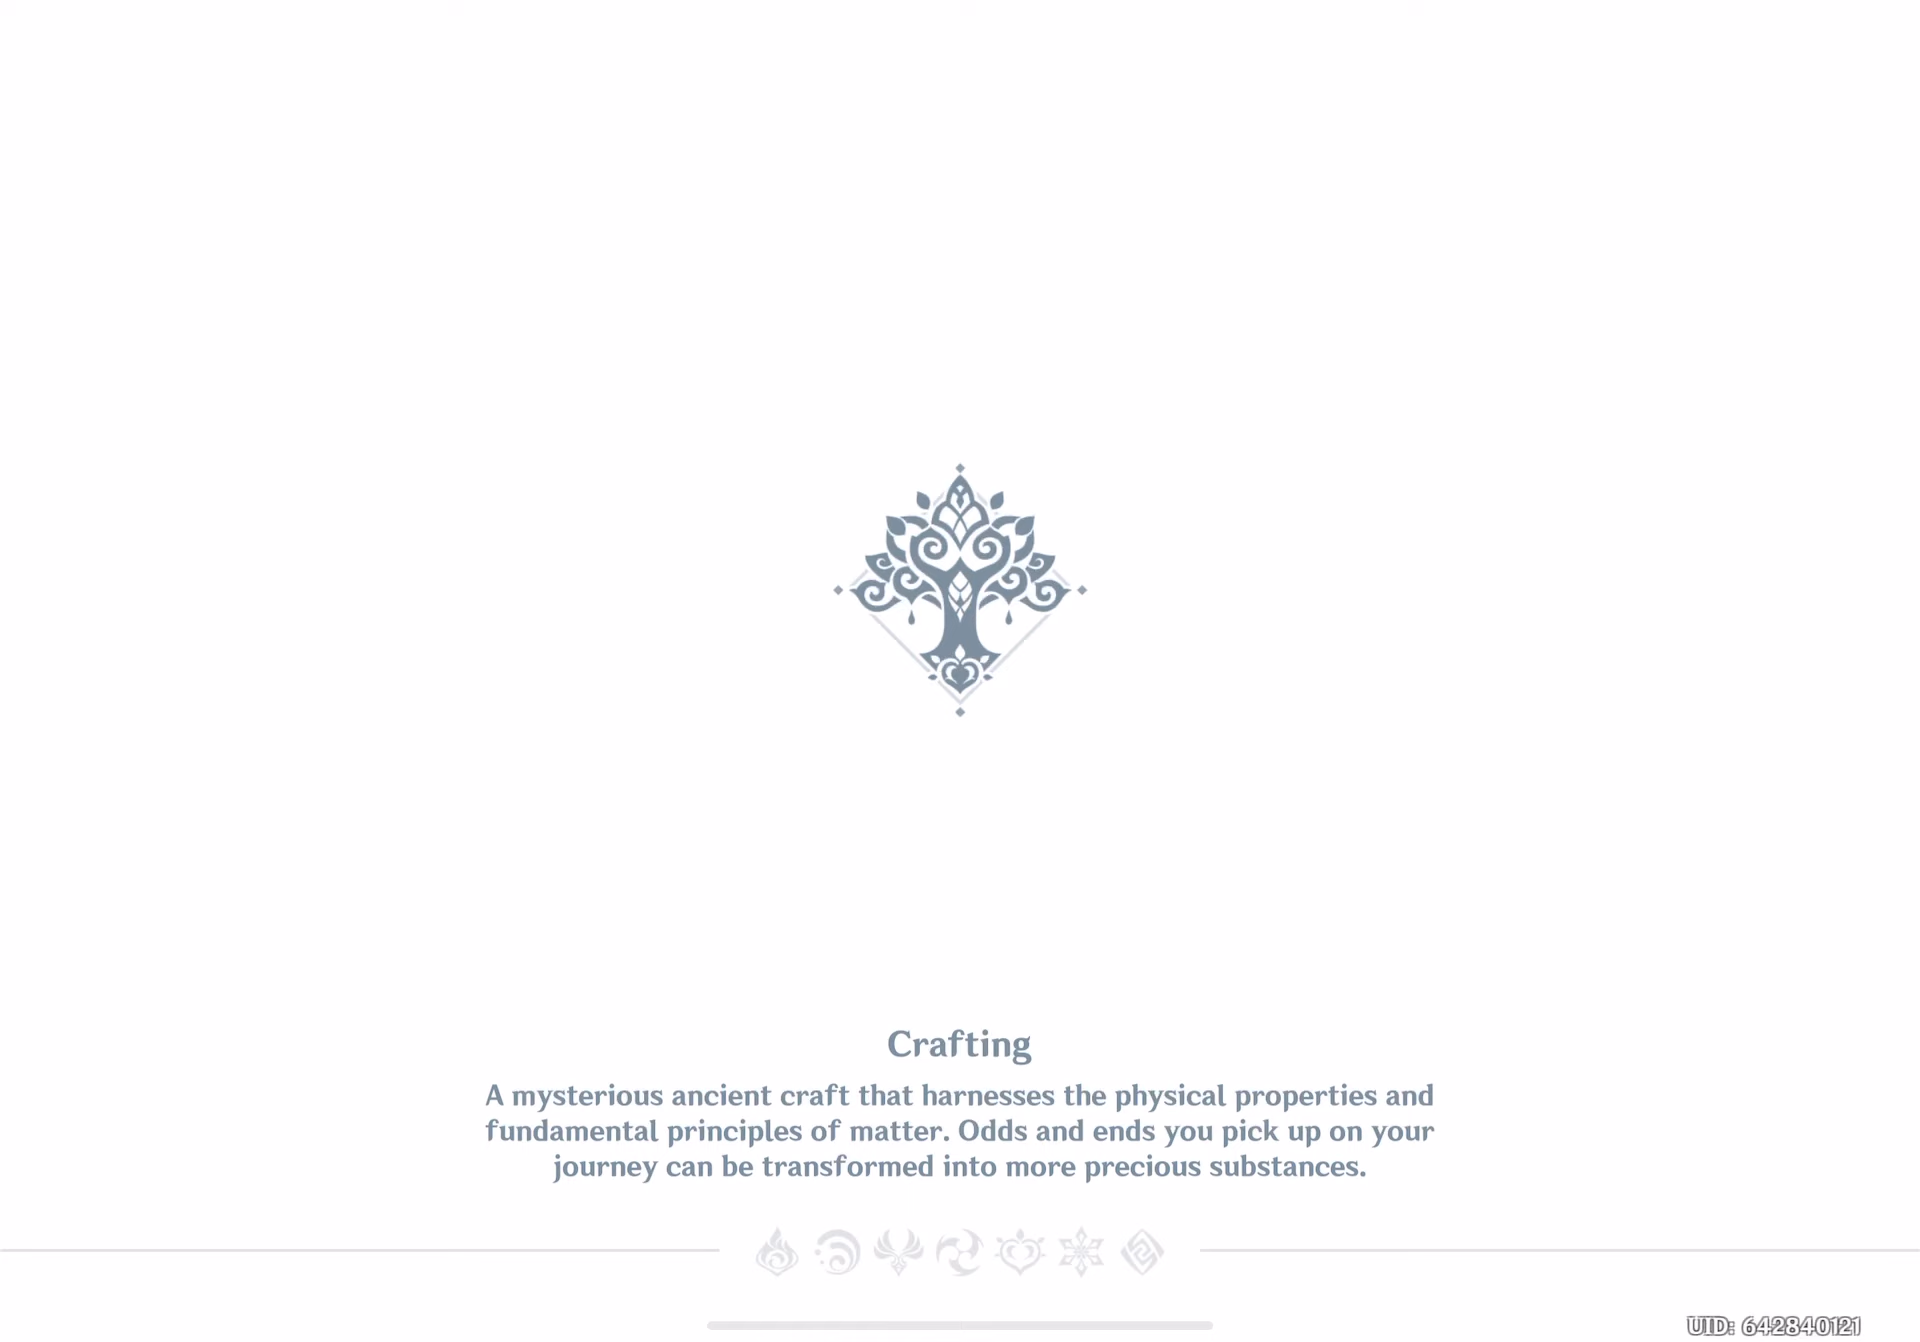 Crafting
A mysterious ancient craft that harnesses the physical properties and
fundamental principles of matter. Odds and ends you pick up on your
journey can be transformed into more precious substances.
UID: 642840121